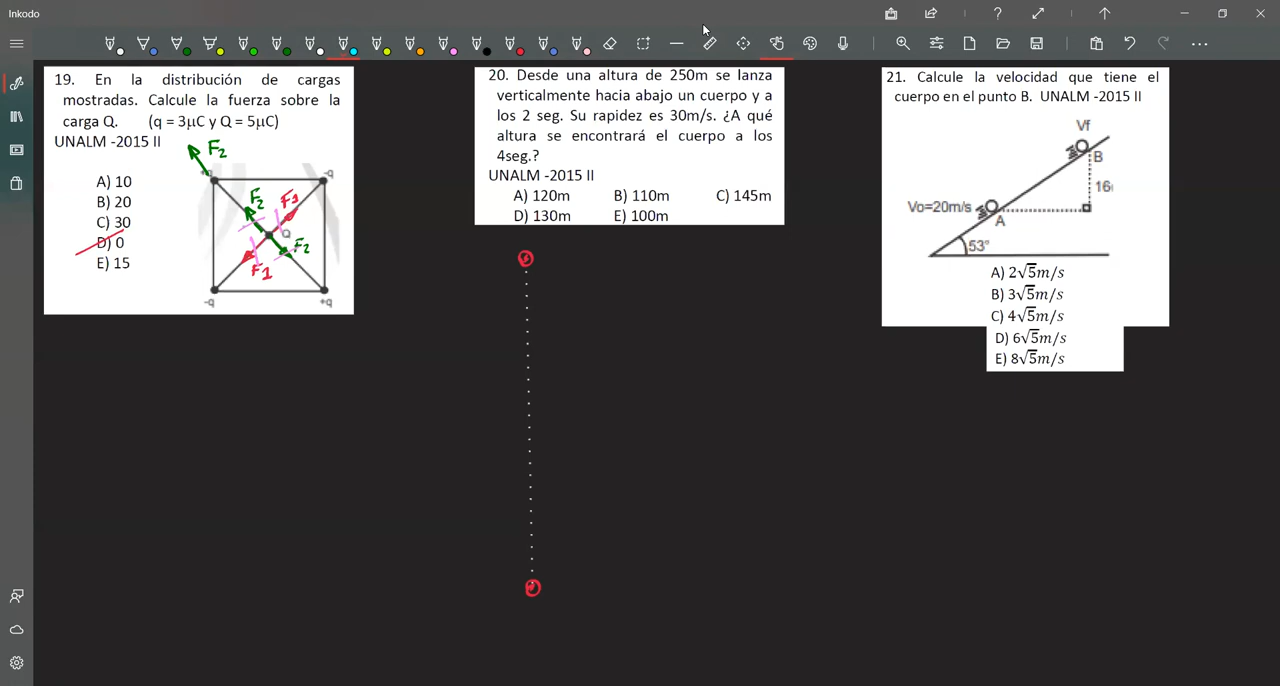 Inkodo
19. En la distribución de cargas
mostradas. Calcule la fuerza sobre la
carga Q. (q = 3μC y Q = 5μC)
UNALM -2015 II
A) 10
B) 20
C) 30
D) 0
E) 15
F2
-q
F2
F1
Q
F2
F1
-q
+q
20. Desde una altura de 250m se lanza
verticalmente hacia abajo un cuerpo y a
los 2 seg. Su rapidez es 30m/s. ¿A qué
altura se encontrará el cuerpo a los
4seg.?
UNALM -2015 II
A) 120m B) 110m C) 145m
D) 130m E) 100m
21. Calcule la velocidad que tiene el
cuerpo en el punto B. UNALM -2015 II
Vf
B
16
Vo=20m/s
A
53°
A) 2√5m/s
B) 3√5m/s
C) 4√5m/s
D) 6√5m/s
E) 8√5m/s